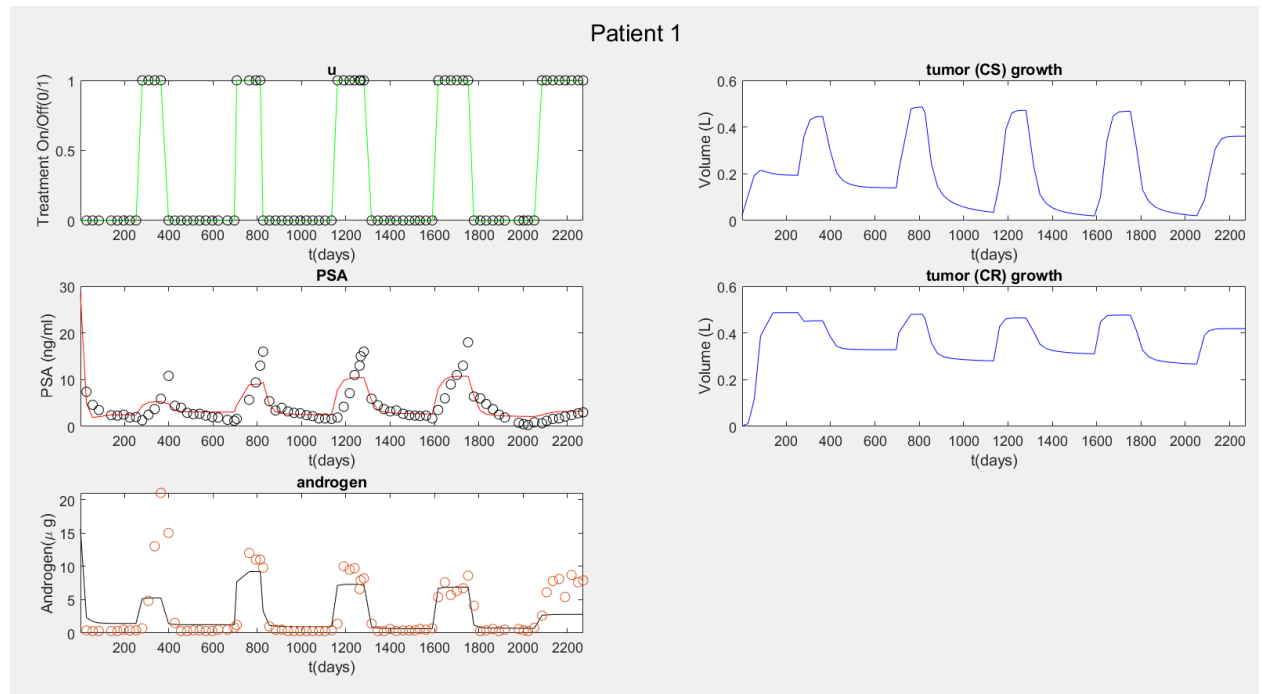 Patient 1
u
Treatment On/Off(0/1)
1
0.5
0
200 400 600 800 1000 1200 1400 1600 1800 2000 2200
t(days)
tumor (CS) growth
Volume (L)
0.6
0.4
0.2
0
200 400 600 800 1000 1200 1400 1600 1800 2000 2200
t(days)
PSA
PSA (ng/ml)
30
20
10
0
200 400 600 800 1000 1200 1400 1600 1800 2000 2200
t(days)
tumor (CR) growth
Volume (L)
0.6
0.4
0.2
0
200 400 600 800 1000 1200 1400 1600 1800 2000 2200
t(days)
androgen
Androgen(μ g)
20
15
10
5
0
200 400 600 800 1000 1200 1400 1600 1800 2000 2200
t(days)